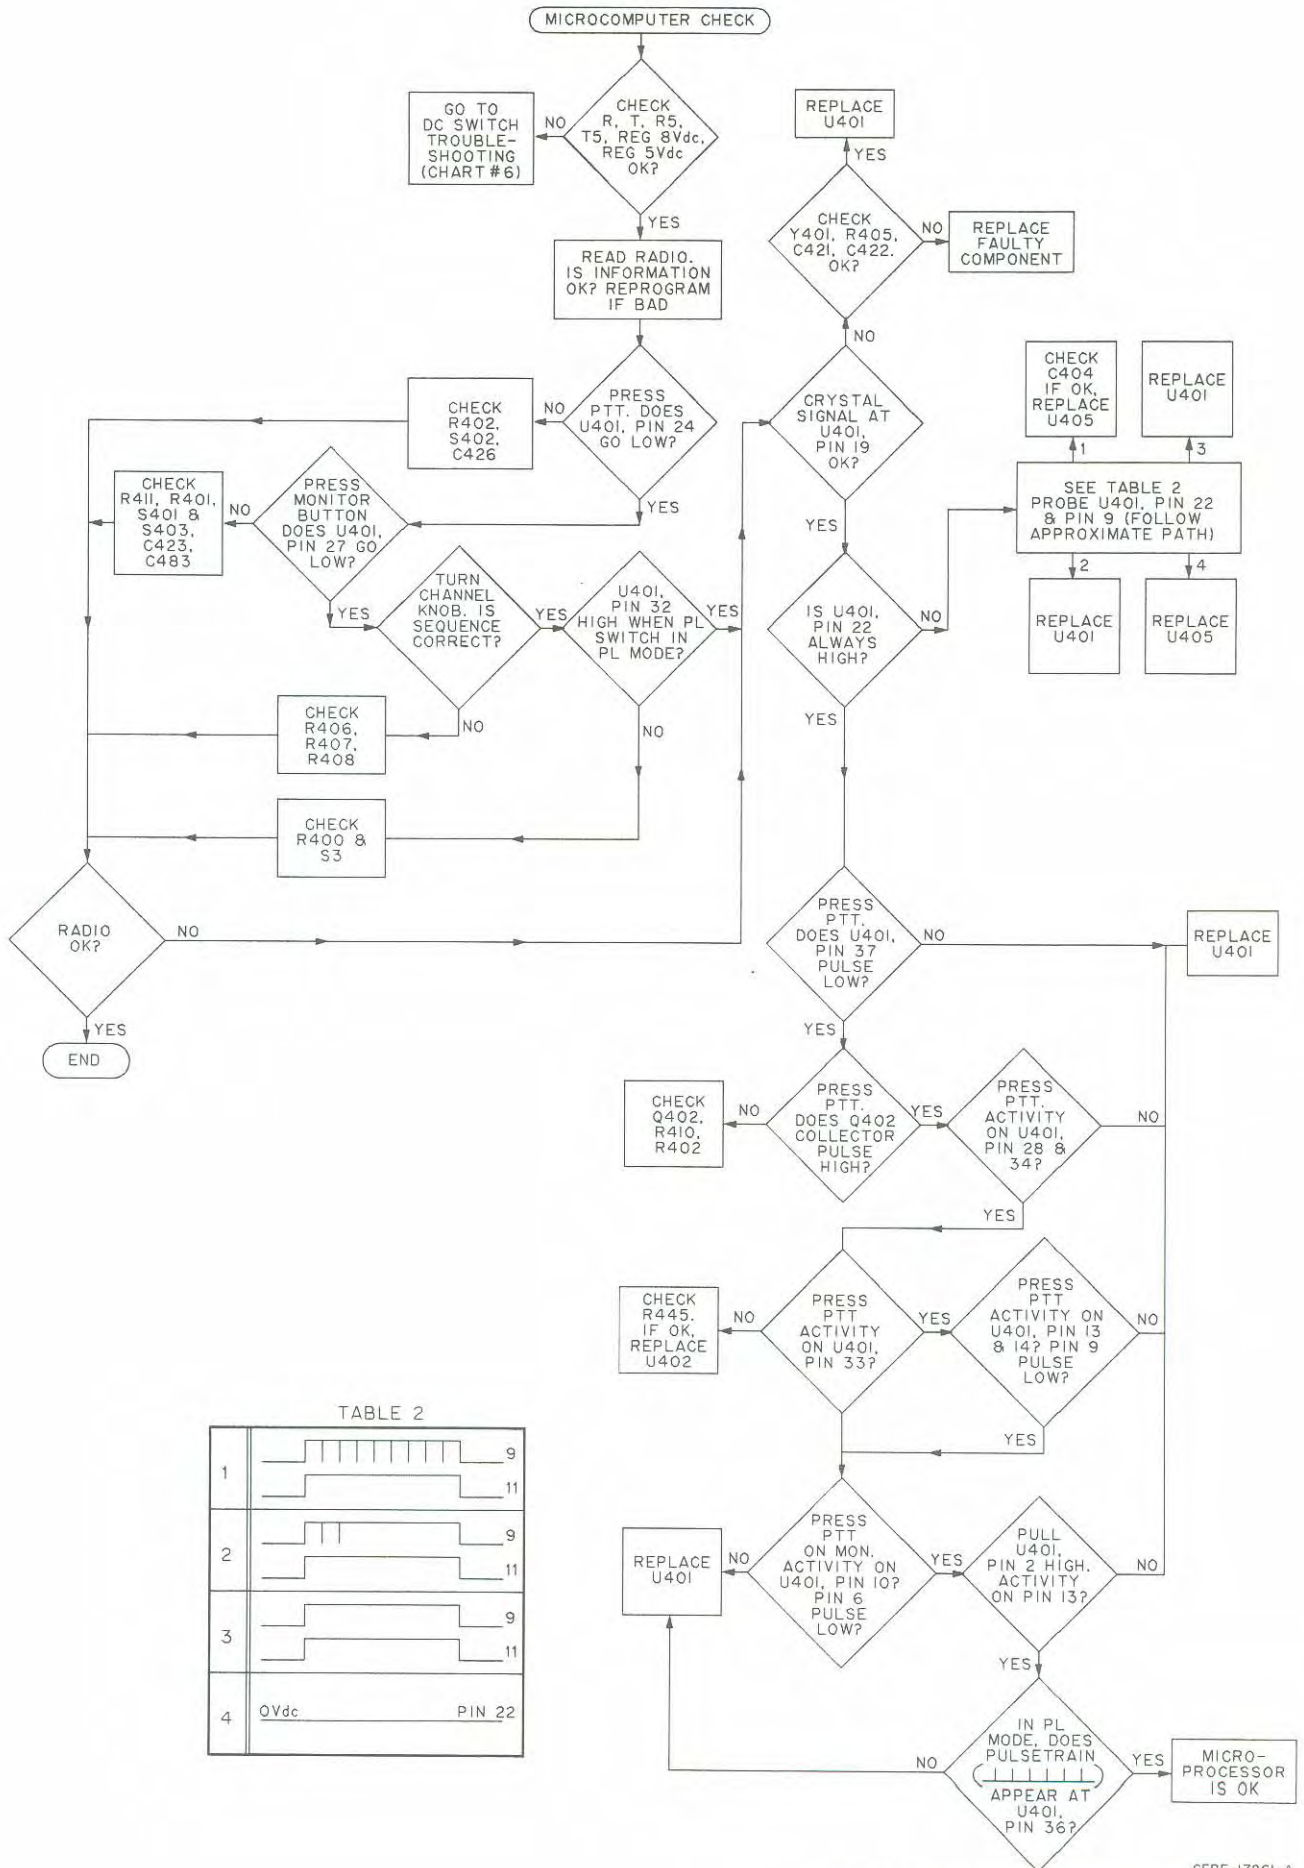 MICROCOMPUTER CHECK
CHECK
R, T, R5,
T5, REG 8Vdc,
REG 5Vdc
OK?
NO
GO TO
DC SWITCH
TROUBLE-
SHOOTING
(CHART #6)
YES
READ RADIO.
IS INFORMATION
OK? REPROGRAM
IF BAD
PRESS
PTT. DOES
U401, PIN 24
GO LOW?
NO
CHECK
R402,
S402,
C426
YES
PRESS
MONITOR
BUTTON
DOES U401,
PIN 27 GO
LOW?
NO
CHECK
R411, R401,
S401 &
S403,
C423,
C483
YES
TURN
CHANNEL
KNOB. IS
SEQUENCE
CORRECT?
YES
U401,
PIN 32
HIGH WHEN PL
SWITCH IN
PL MODE?
YES
NO
CHECK
R406,
R407,
R408
NO
CHECK
R400 &
S3
RADIO
OK?
NO
YES
END
REPLACE
U401
YES
CHECK
Y401, R405,
C421, C422.
OK?
NO
REPLACE
FAULTY
COMPONENT
NO
CRYSTAL
SIGNAL AT
U401,
PIN 19
OK?
YES
CHECK
C404
IF OK,
REPLACE
U405
REPLACE
U401
1
3
SEE TABLE 2
PROBE U401, PIN 22
& PIN 9 (FOLLOW
APPROXIMATE PATH)
2
4
REPLACE
U401
REPLACE
U405
IS U401,
PIN 22
ALWAYS
HIGH?
NO
YES
PRESS
PTT.
DOES U401,
PIN 37
PULSE
LOW?
NO
REPLACE
U401
YES
PRESS
PTT.
DOES Q402
COLLECTOR
PULSE
HIGH?
NO
CHECK
Q402,
R410,
R402
YES
PRESS
PTT.
ACTIVITY
ON U401,
PIN 28 &
34?
NO
YES
PRESS
PTT
ACTIVITY
ON U401,
PIN 33?
NO
CHECK
R445.
IF OK,
REPLACE
U402
YES
PRESS
PTT
ACTIVITY ON
U401, PIN 13
& 14? PIN 9
PULSE
LOW?
NO
YES
YES
PRESS
PTT
ON MON.
ACTIVITY ON
U401, PIN 10?
PIN 6
PULSE
LOW?
NO
REPLACE
U401
YES
PULL
U401,
PIN 2 HIGH.
ACTIVITY
ON PIN 13?
NO
YES
IN PL
MODE, DOES
PULSETRAIN
APPEAR AT
U401,
PIN 36?
NO
YES
MICRO-
PROCESSOR
IS OK
TABLE 2
1
9
11
2
9
11
3
9
11
4
0Vdc PIN 22